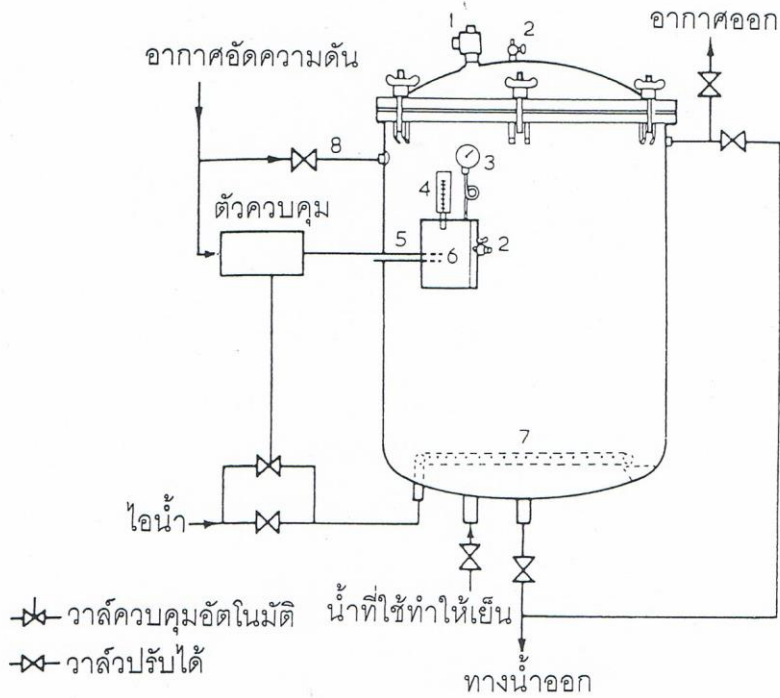 1
2
อากาศออก
อากาศอัดความดัน
8
3
4
ตัวควบคุม
5
6
2
7
ไอน้ำ
น้ำที่ใช้ทำให้เย็น
วาล์ควบคุมอัตโนมัติ
วาล์วปรับได้
ทางน้ำออก